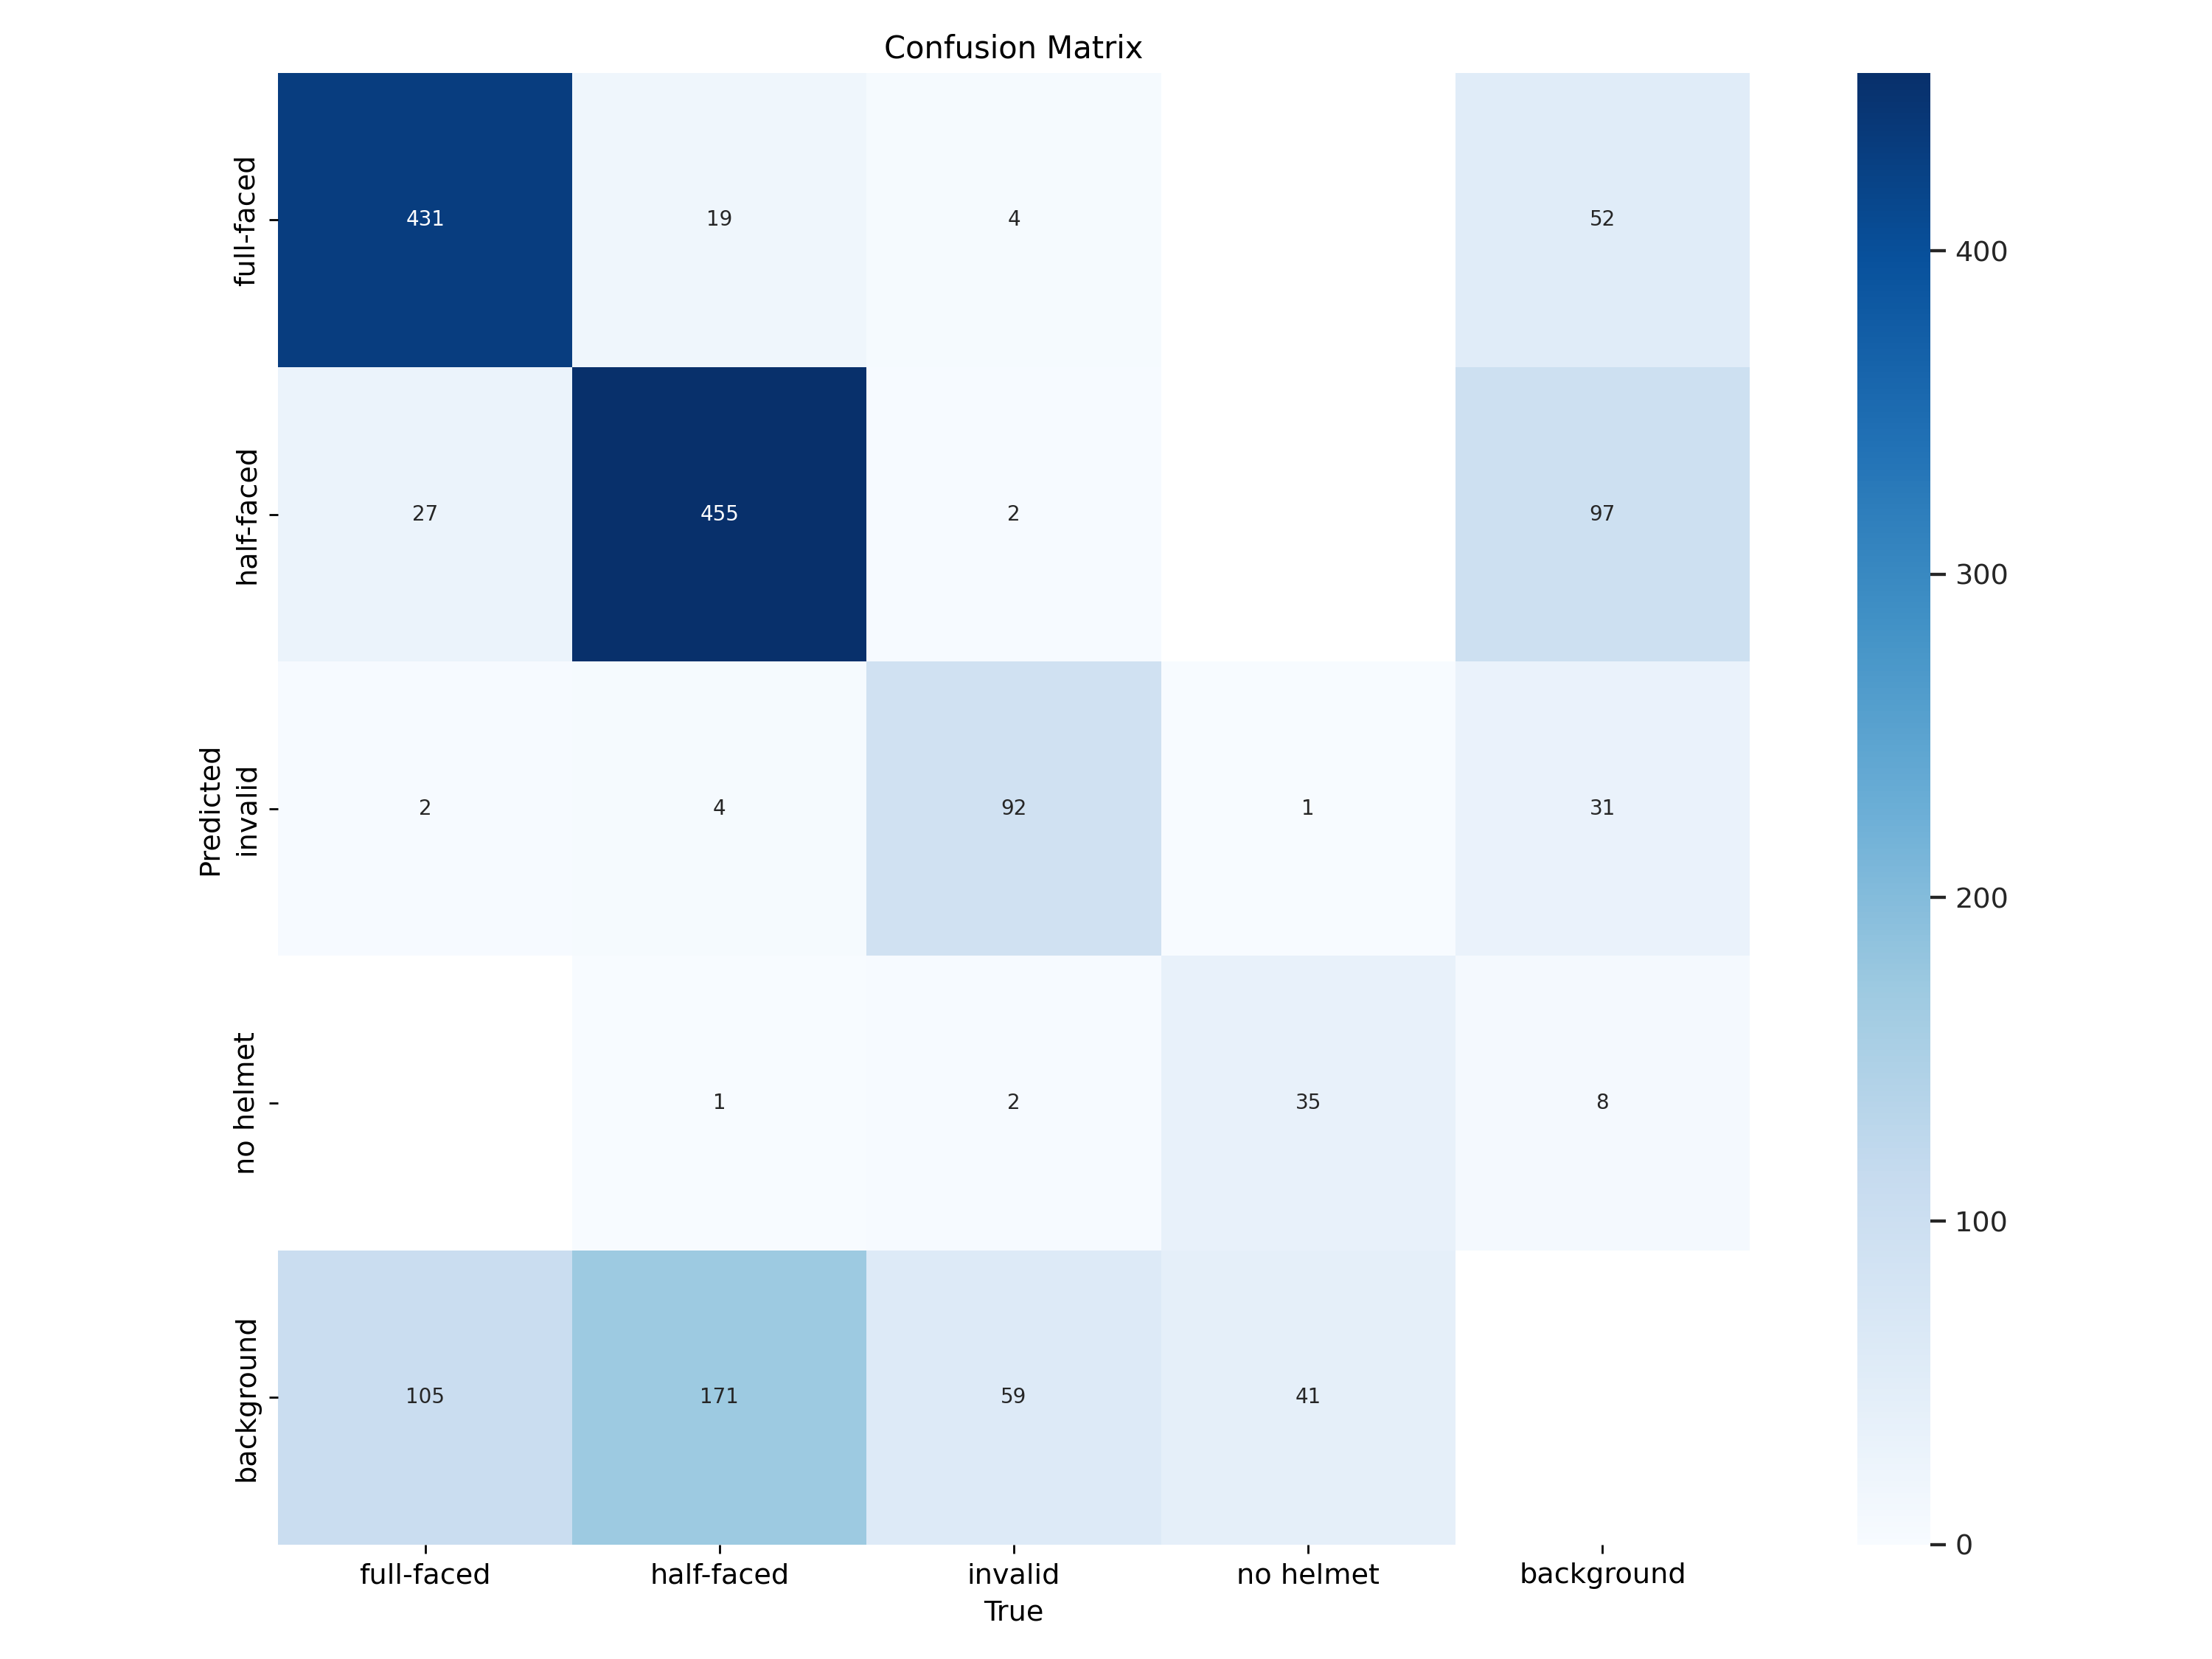 Confusion Matrix
full-faced
431 19 4 52
half-faced
27 455 2 97
Predicted
invalid
2 4 92 1 31
no helmet
1 2 35 8
background
105 171 59 41
full-faced half-faced invalid no helmet background
True
400
300
200
100
0